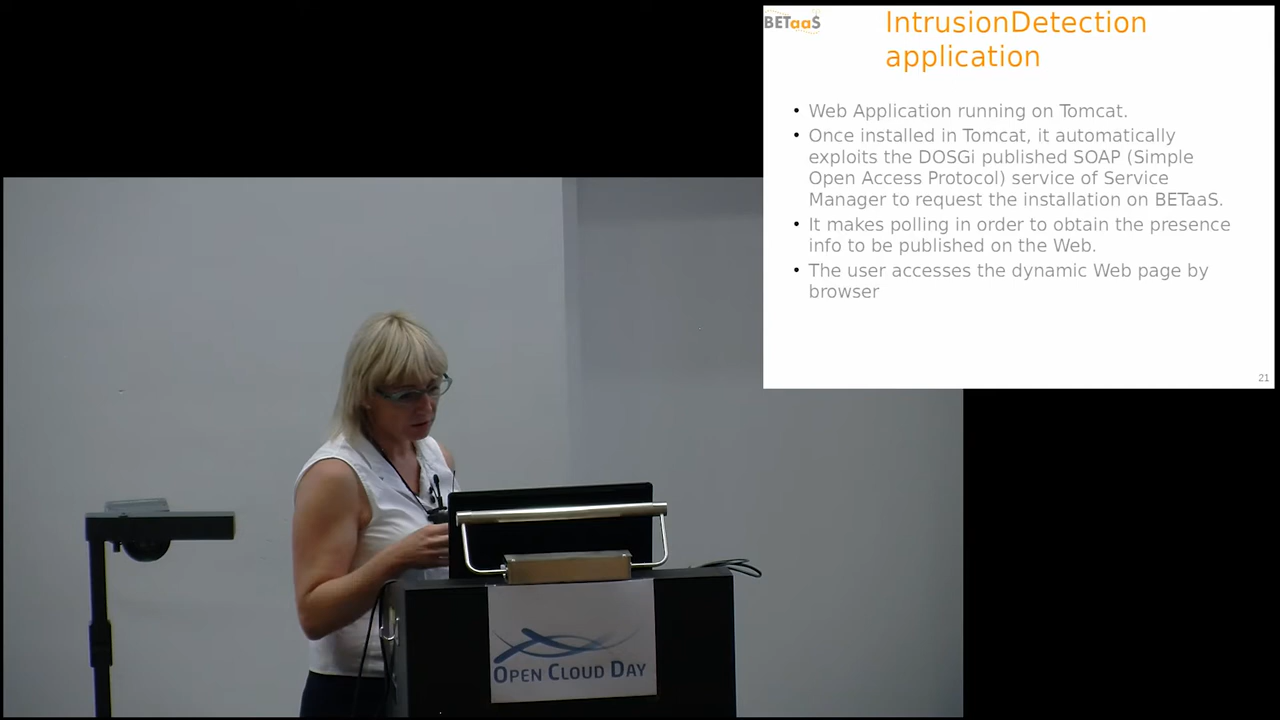 BETaaS
IntrusionDetection
application
• Web Application running on Tomcat.
• Once installed in Tomcat, it automatically
exploits the DOSGi published SOAP (Simple
Open Access Protocol) service of Service
Manager to request the installation on BETaaS.
• It makes polling in order to obtain the presence
info to be published on the Web.
• The user accesses the dynamic Web page by
browser
21
OPEN CLOUD DAY